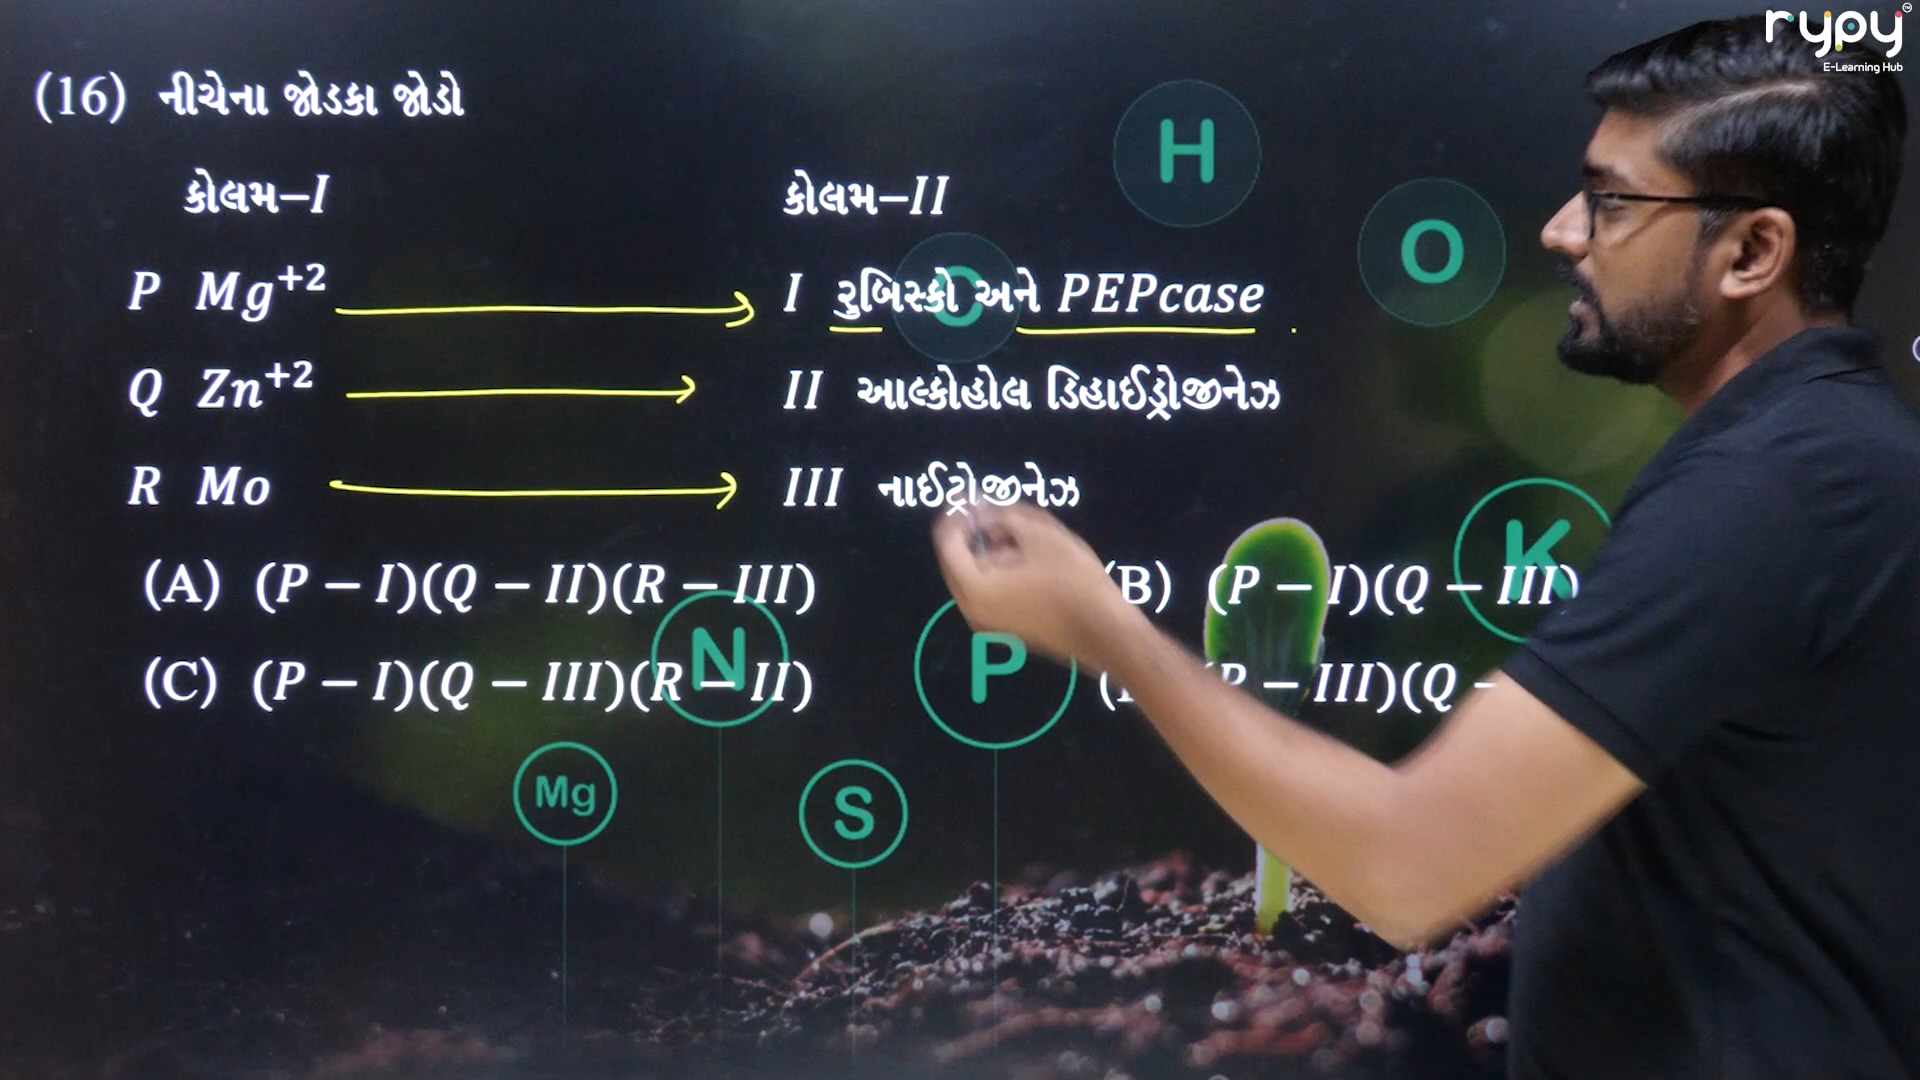 rypy
E-Learning Hub
(16) નીચેના જોડકા જોડો
કોલમ–I કોલમ–II
P Mg⁺² I રુબિસ્કો અને PEPcase
Q Zn⁺² II આલ્કોહોલ ડિહાઈડ્રોજીનેઝ
R Mo III નાઈટ્રોજીનેઝ
(A) (P – I)(Q – II)(R – III) (B) (P – I)(Q – III)
(C) (P – I)(Q – III)(R – II) P – III)(Q –
H
O
C
K
N
P
Mg
S